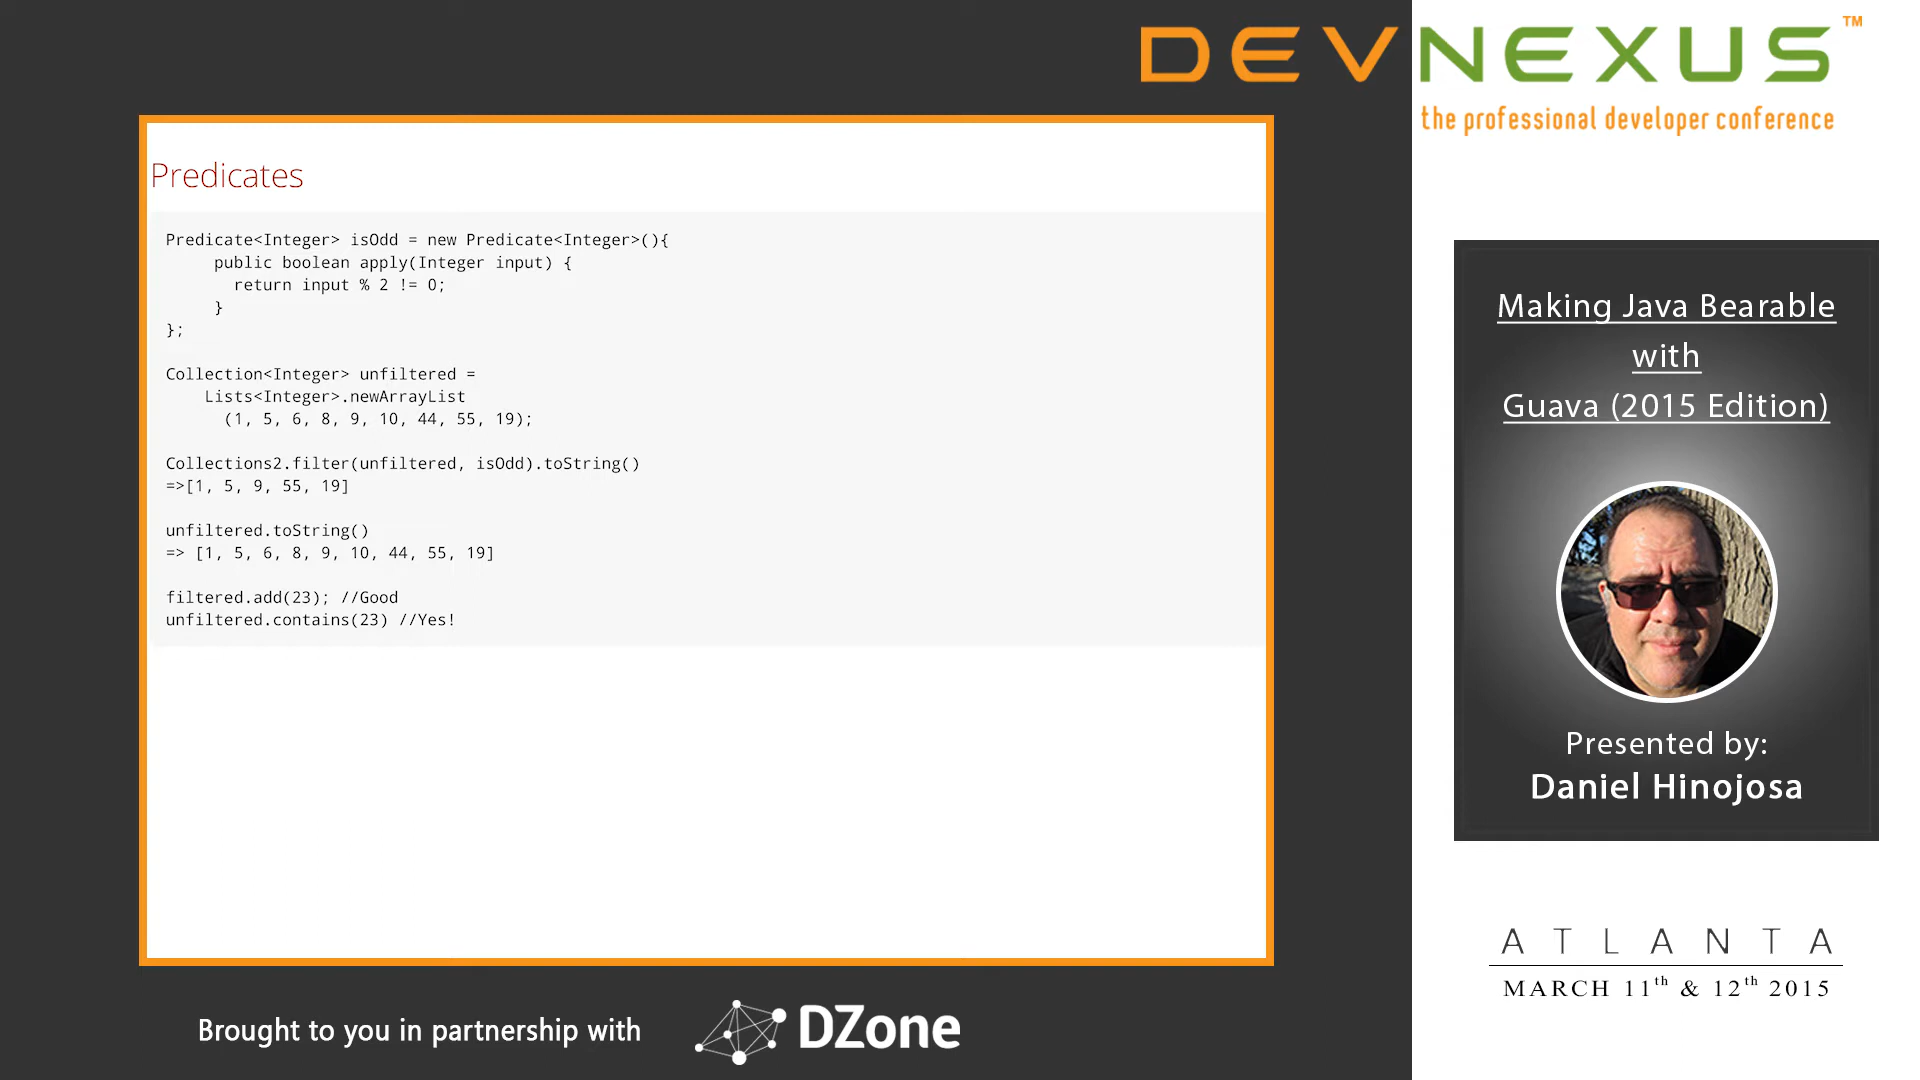 DEVNEXUS™
the professional developer conference
Predicates
Predicate<Integer> isOdd = new Predicate<Integer>(){
public boolean apply(Integer input) {
return input % 2 != 0;
}
};
Collection<Integer> unfiltered =
Lists<Integer>.newArrayList
(1, 5, 6, 8, 9, 10, 44, 55, 19);
Collections2.filter(unfiltered, isOdd).toString()
=>[1, 5, 9, 55, 19]
unfiltered.toString()
=> [1, 5, 6, 8, 9, 10, 44, 55, 19]
filtered.add(23); //Good
unfiltered.contains(23) //Yes!
Making Java Bearable
with
Guava (2015 Edition)
Presented by:
Daniel Hinojosa
ATLANTA
MARCH 11th & 12th 2015
Brought to you in partnership with
DZone